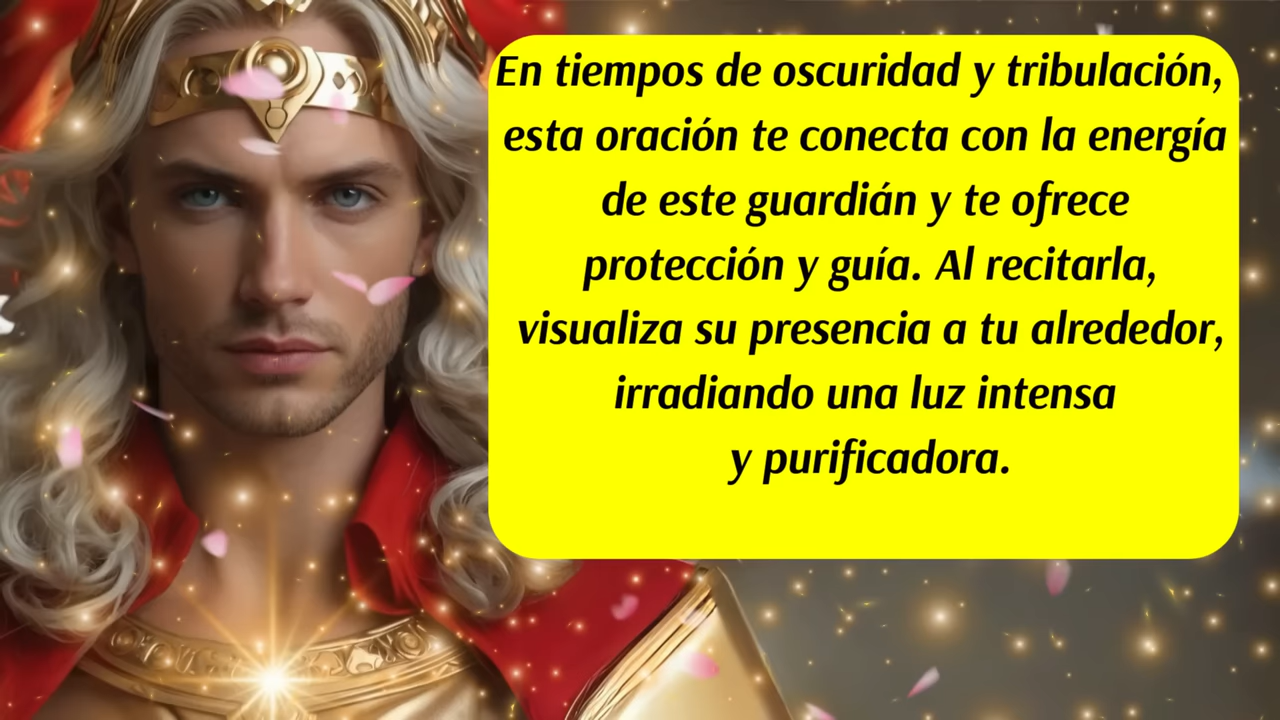 En tiempos de oscuridad y tribulación,
esta oración te conecta con la energía
de este guardián y te ofrece
protección y guía. Al recitarla,
visualiza su presencia a tu alrededor,
irradiando una luz intensa
y purificadora.